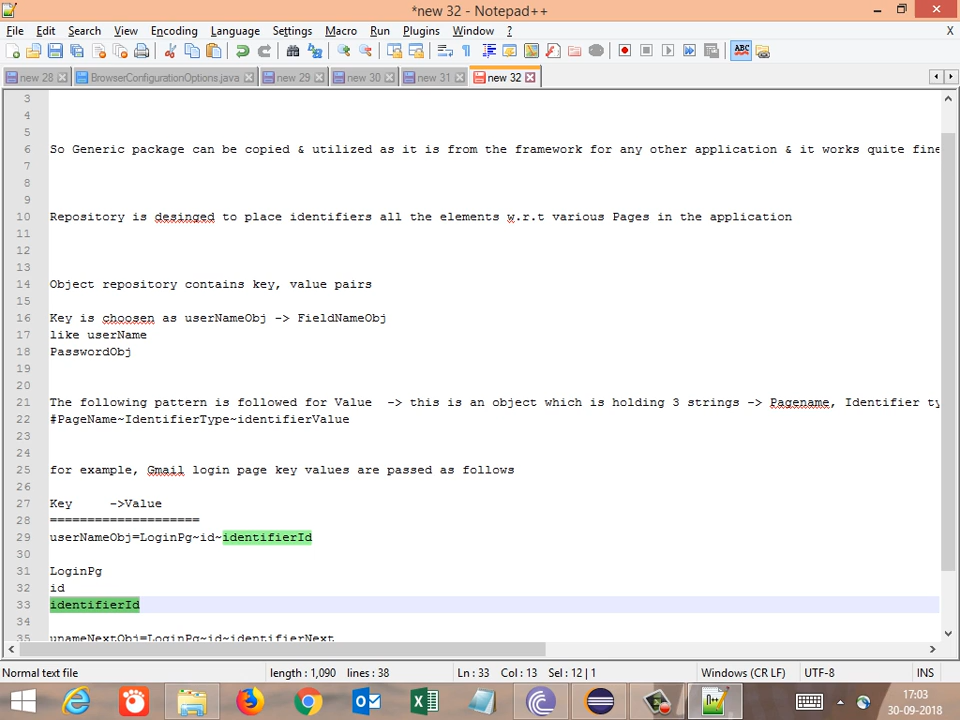 *new 32 - Notepad++
File Edit Search View Encoding Language Settings Macro Run Plugins Window ? X
new 28 BrowserConfigurationOptions.java new 29 new 30 new 31 new 32
3
4
5
6 So Generic package can be copied & utilized as it is from the framework for any other application & it works quite fine
7
8
9
10 Repository is desinged to place identifiers all the elements w.r.t various Pages in the application
11
12
13
14 Object repository contains key, value pairs
15
16 Key is choosen as userNameObj -> FieldNameObj
17 like userName
18 PasswordObj
19
20
21 The following pattern is followed for Value -> this is an object which is holding 3 strings -> Pagename, Identifier ty
22 #PageName~IdentifierType~identifierValue
23
24
25 for example, Gmail login page key values are passed as follows
26
27 Key ->Value
28 ====================
29 userNameObj=LoginPg~id~identifierId
30
31 LoginPg
32 id
33 identifierId
34
35 unameNextObj=LoginPg~id~identifierNext
Normal text file length : 1,090 lines : 38 Ln : 33 Col : 13 Sel : 12 | 1 Windows (CR LF) UTF-8 INS
17:03
30-09-2018